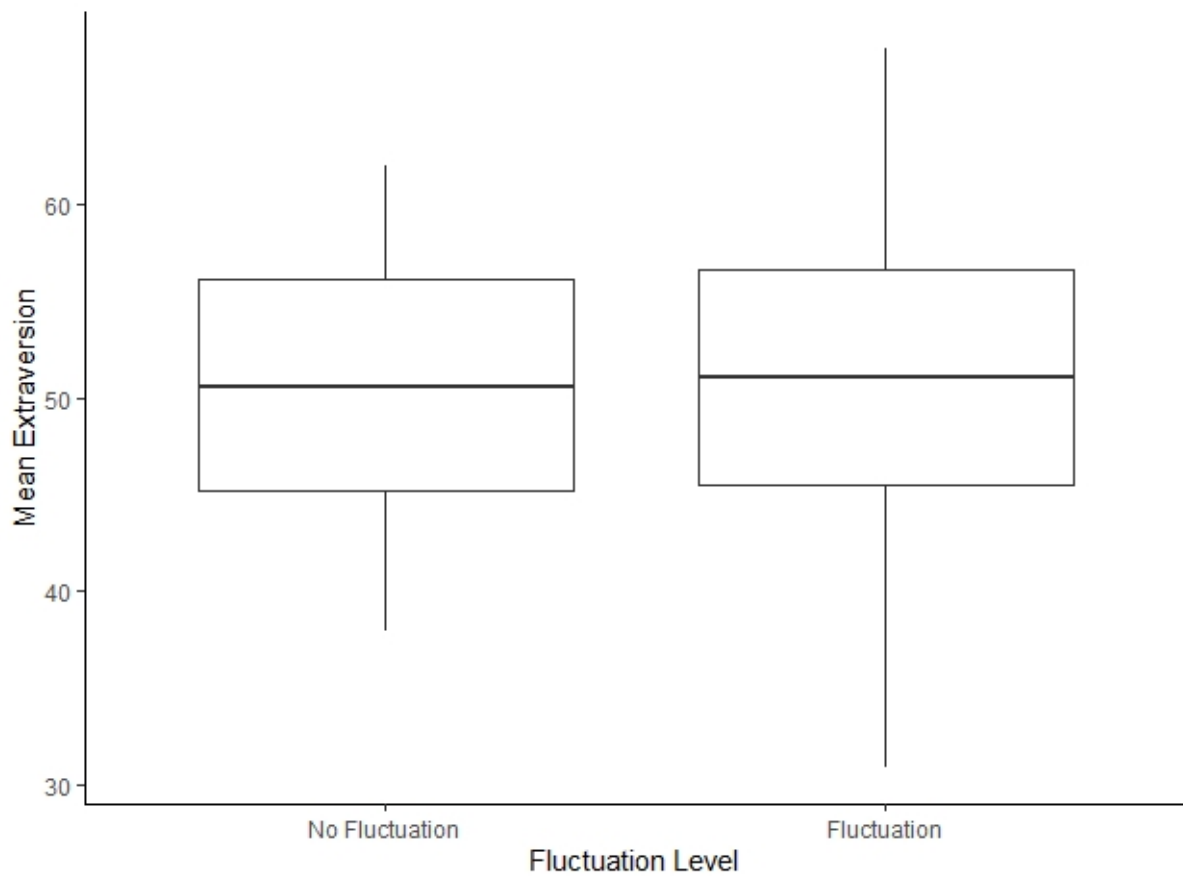 Mean Extraversion
60
50
40
30
No Fluctuation
Fluctuation
Fluctuation Level